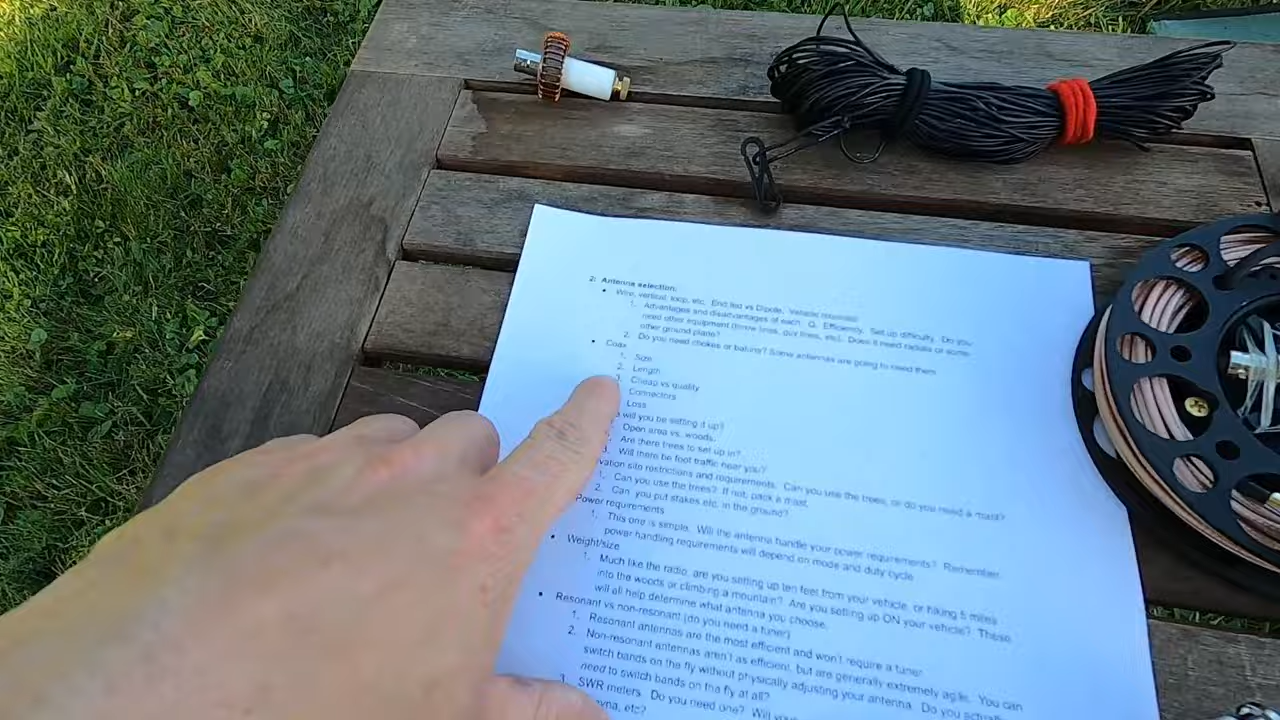 2: Antenna selection:
• Wire, vertical, loop, etc. End fed vs Dipole. Vehicle mounted
1. Advantages and disadvantages of each. Q. Efficiency. Set up difficulty. Do you
need other equipment (throw lines, guy lines, etc). Does it need radials or some
other ground plane?
2. Do you need chokes or baluns? Some antennas are going to need them
• Coax
1. Size
2. Length
3. Cheap vs quality
Connectors
Loss
will you be setting it up?
Open area vs. woods.
Are there trees to set up in?
3. Will there be foot traffic near you?
vation site restrictions and requirements. Can you use the trees, or do you need a mast?
1. Can you use the trees? If not, pack a mast.
2. Can you put stakes etc. in the ground?
Power requirements
1. This one is simple. Will the antenna handle your power requirements? Remember
power handling requirements will depend on mode and duty cycle
• Weight/size
1. Much like the radio, are you setting up ten feet from your vehicle, or hiking 5 miles
into the woods or climbing a mountain? Are you setting up ON your vehicle? These
will all help determine what antenna you choose.
• Resonant vs non-resonant (do you need a tuner)
1. Resonant antennas are the most efficient and won't require a tuner
2. Non-resonant antennas aren't as efficient, but are generally extremely agile. You can
switch bands on the fly without physically adjusting your antenna. Do you actually
need to switch bands on the fly at all?
3. SWR meters. Do you need one? Will your
etc?